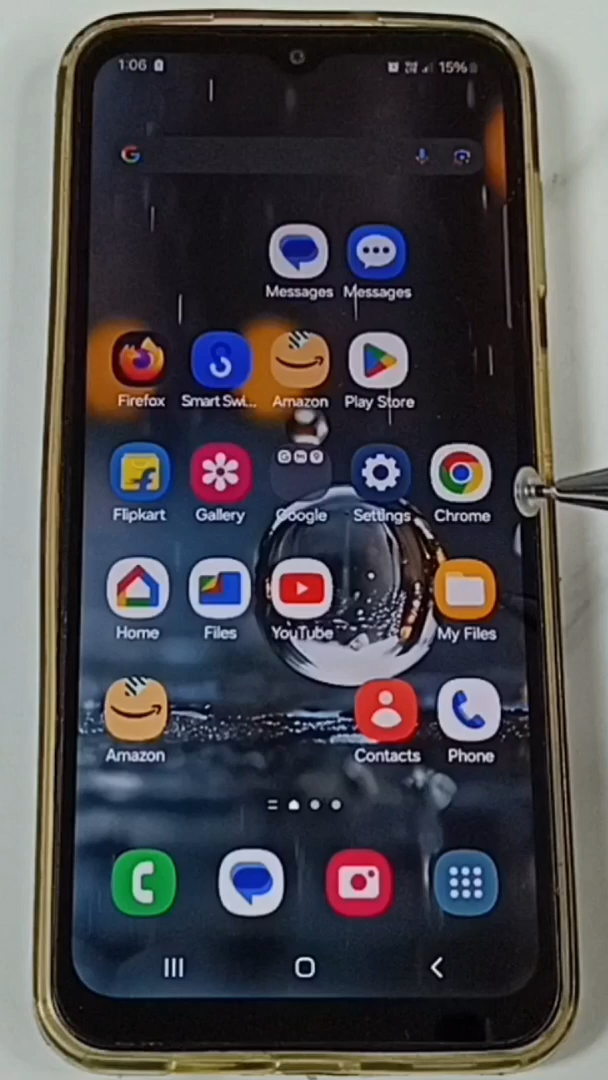 1:06 15%
Messages Messages
Firefox Smart Swi... Amazon Play Store
Flipkart Gallery Google Settings Chrome
Home Files YouTube My Files
Amazon Contacts Phone